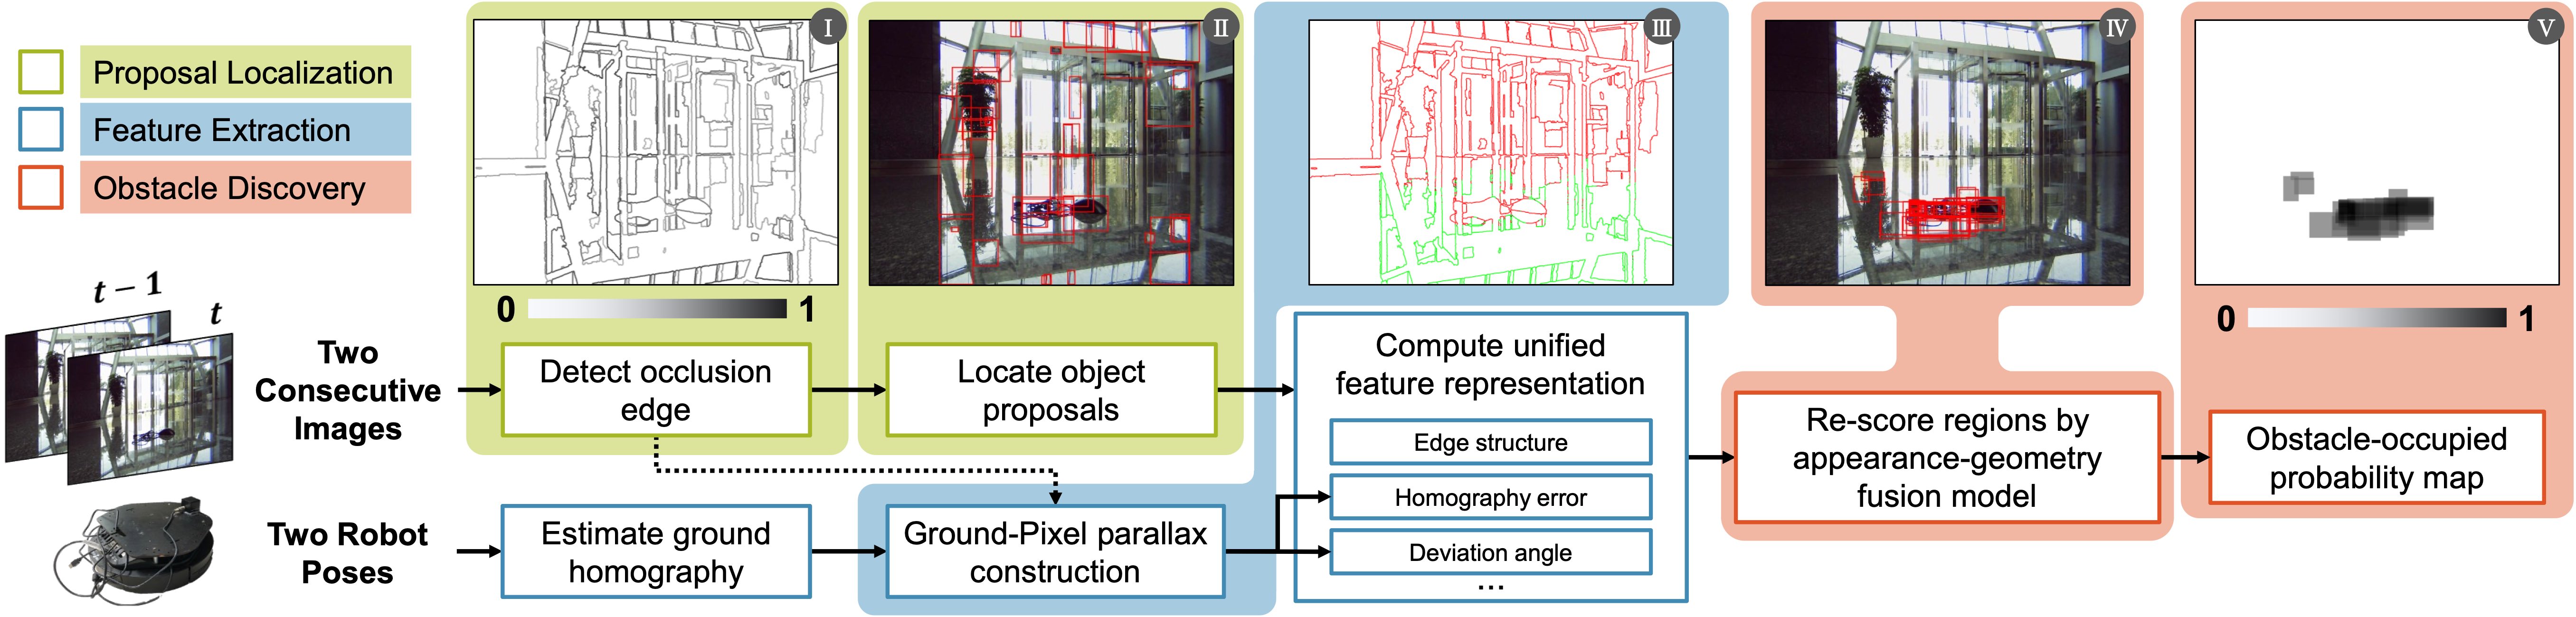 Proposal Localization
Feature Extraction
Obstacle Discovery
t − 1
t
Two
Consecutive
Images
Two Robot
Poses
I
0
1
Detect occlusion
edge
Estimate ground
homography
II
Locate object
proposals
Ground-Pixel parallax
construction
III
Compute unified
feature representation
Edge structure
Homography error
Deviation angle
...
IV
Re-score regions by
appearance-geometry
fusion model
V
0
1
Obstacle-occupied
probability map